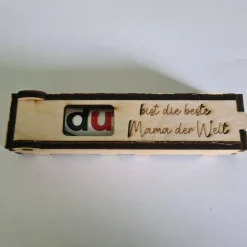 du bist die beste
Mama der Welt